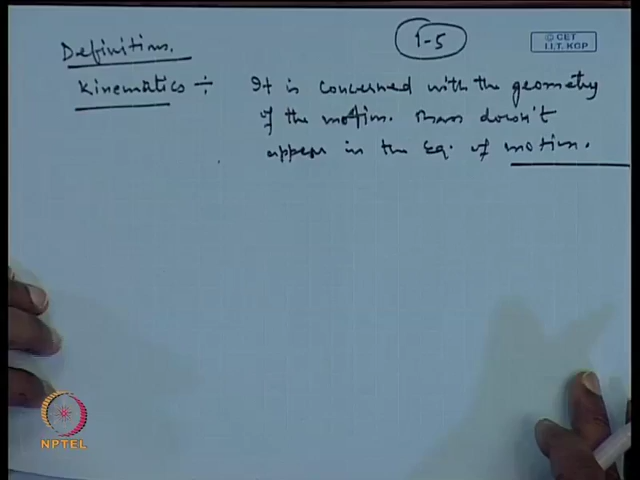 Definitions.
1-5
© CET
I.I.T. KGP
Kinematics ÷ It is concerned with the geometry
of the motion. Mass doesn't
appear in the Eq. of motion.
NPTEL